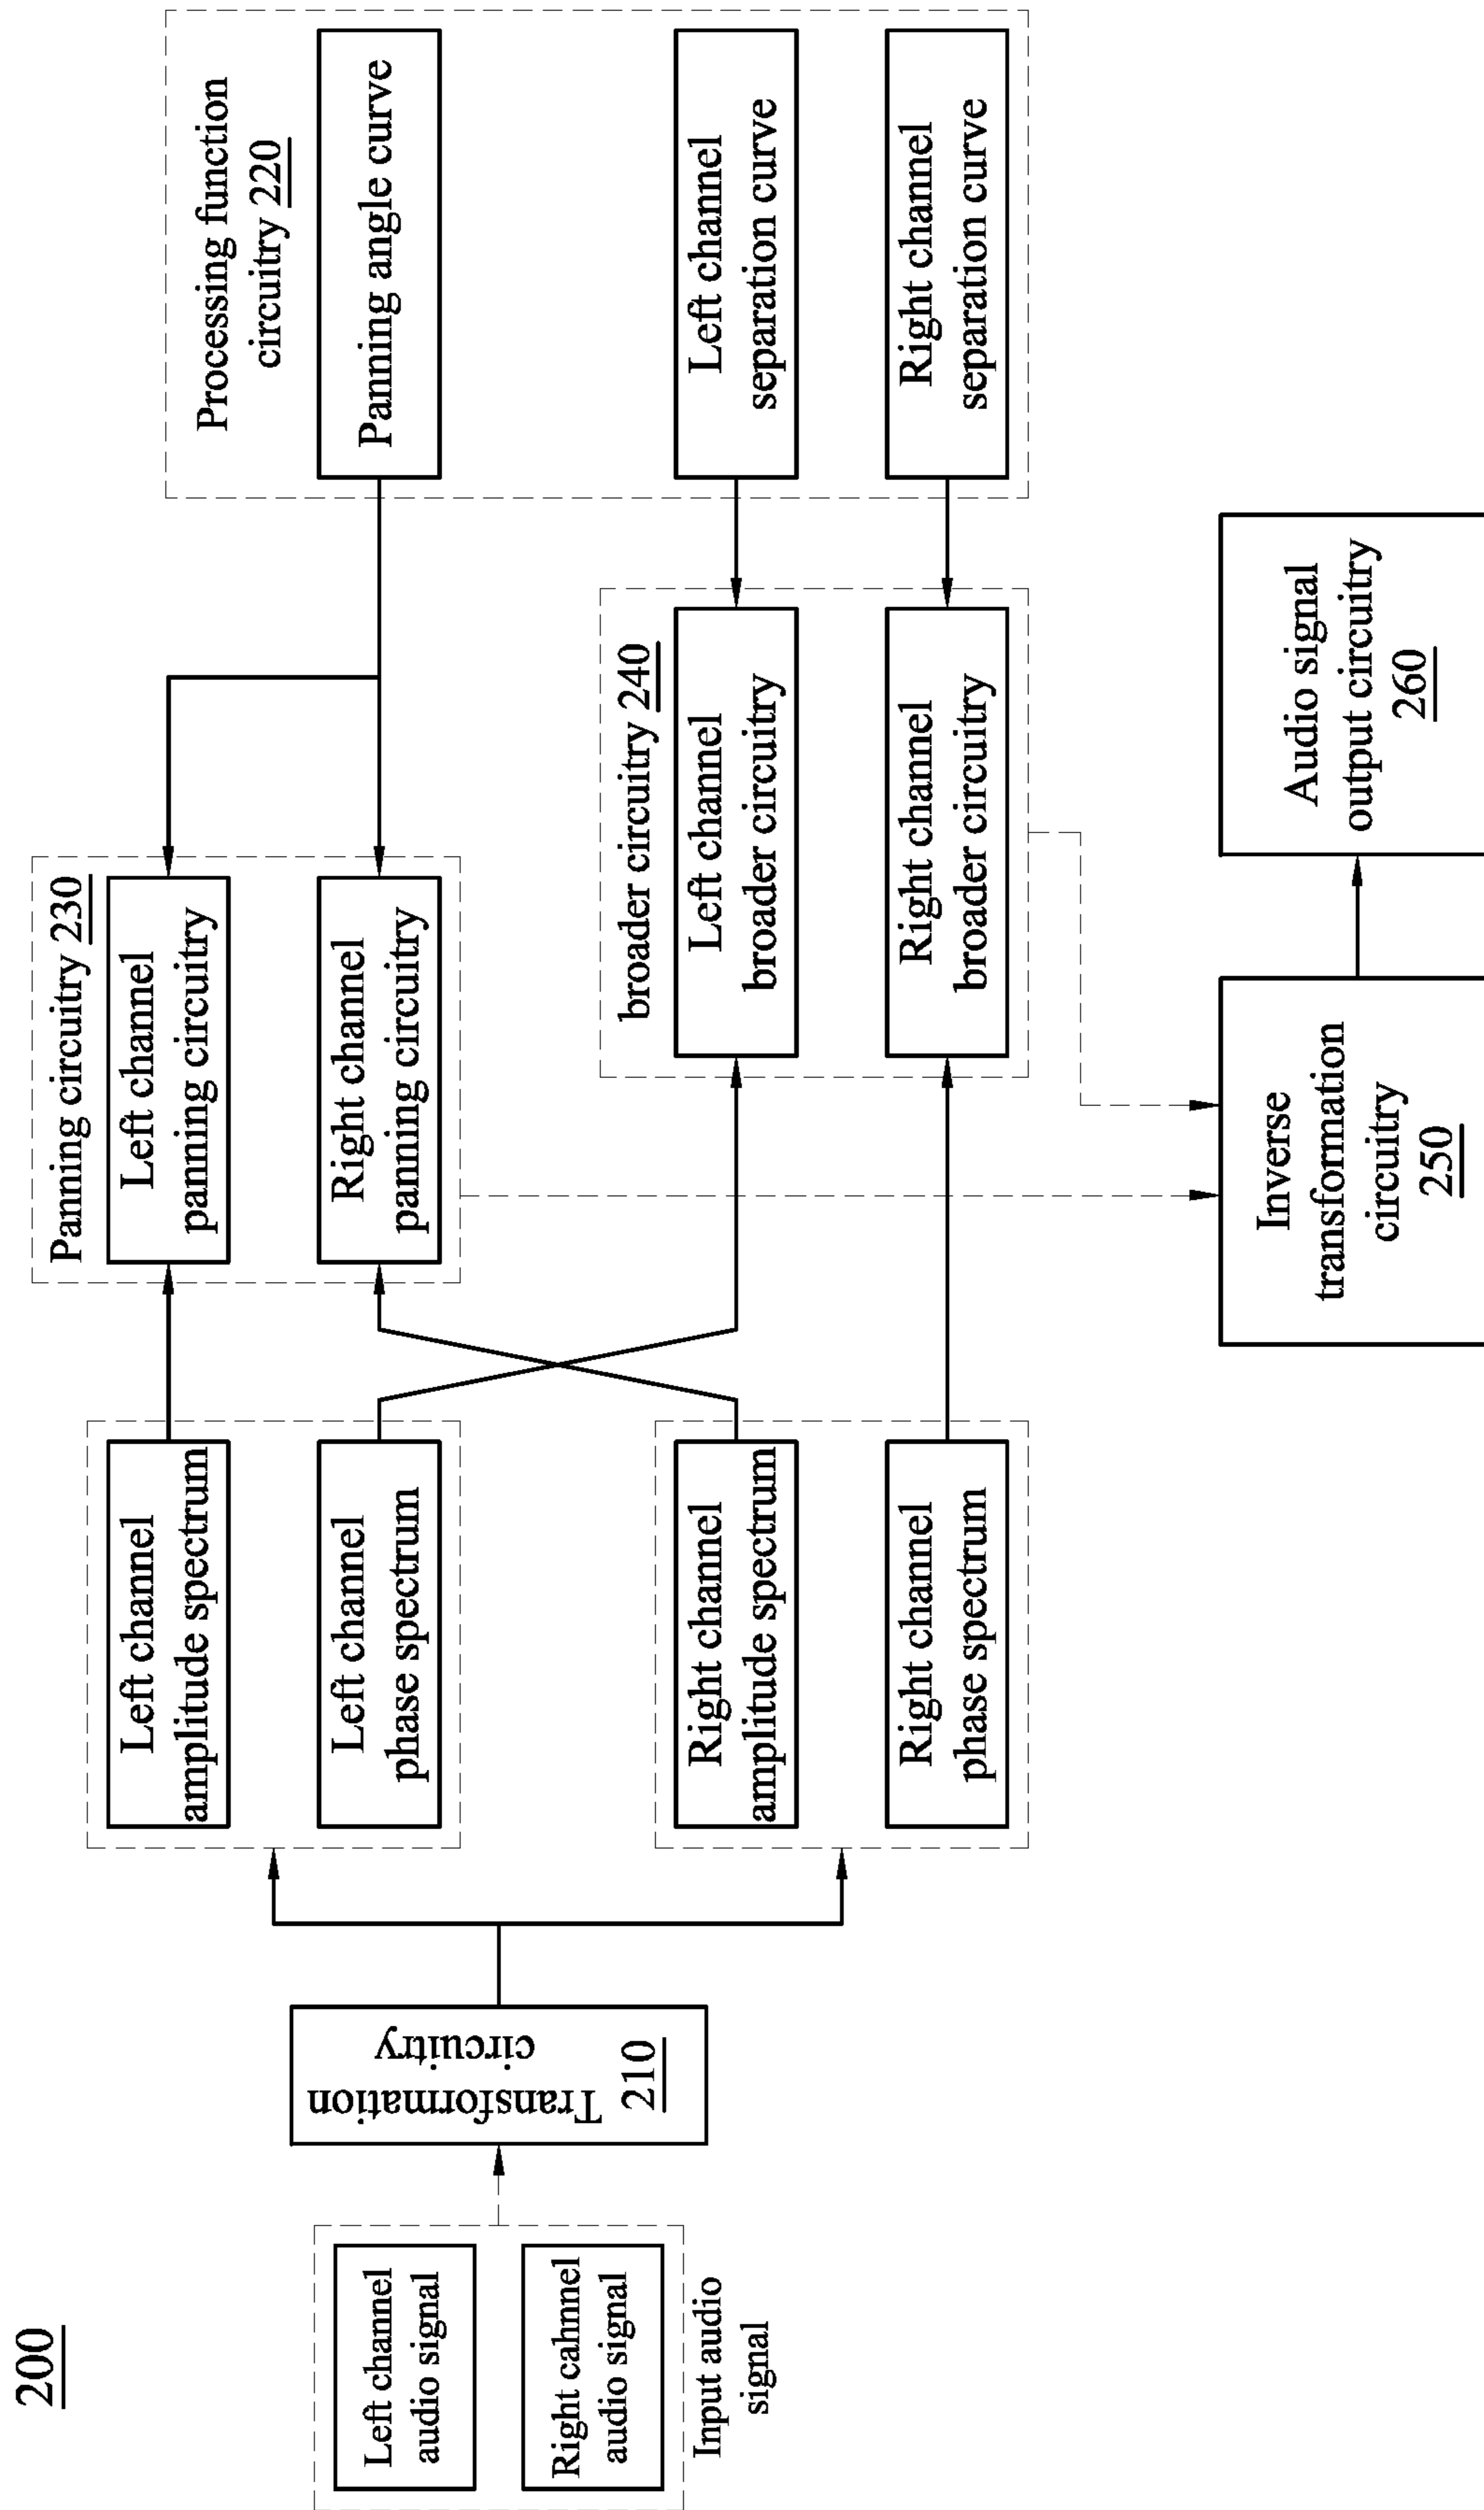 200
Left channel
audio signal
Right cahnnel
audio signal
Input audio
signal
Transformation
circuitry
210
Left channel
amplitude spectrum
Left channel
phase spectrum
Right channel
amplitude spectrum
Right channel
phase spectrum
Panning circuitry 230
Left channel
panning circuitry
Right channel
panning circuitry
broader circuitry 240
Left channel
broader circuitry
Right channel
broader circuitry
Processing function
circuitry 220
Panning angle curve
Left channel
separation curve
Right channel
separation curve
Inverse
transformation
circuitry
250
Audio signal
output circuitry
260